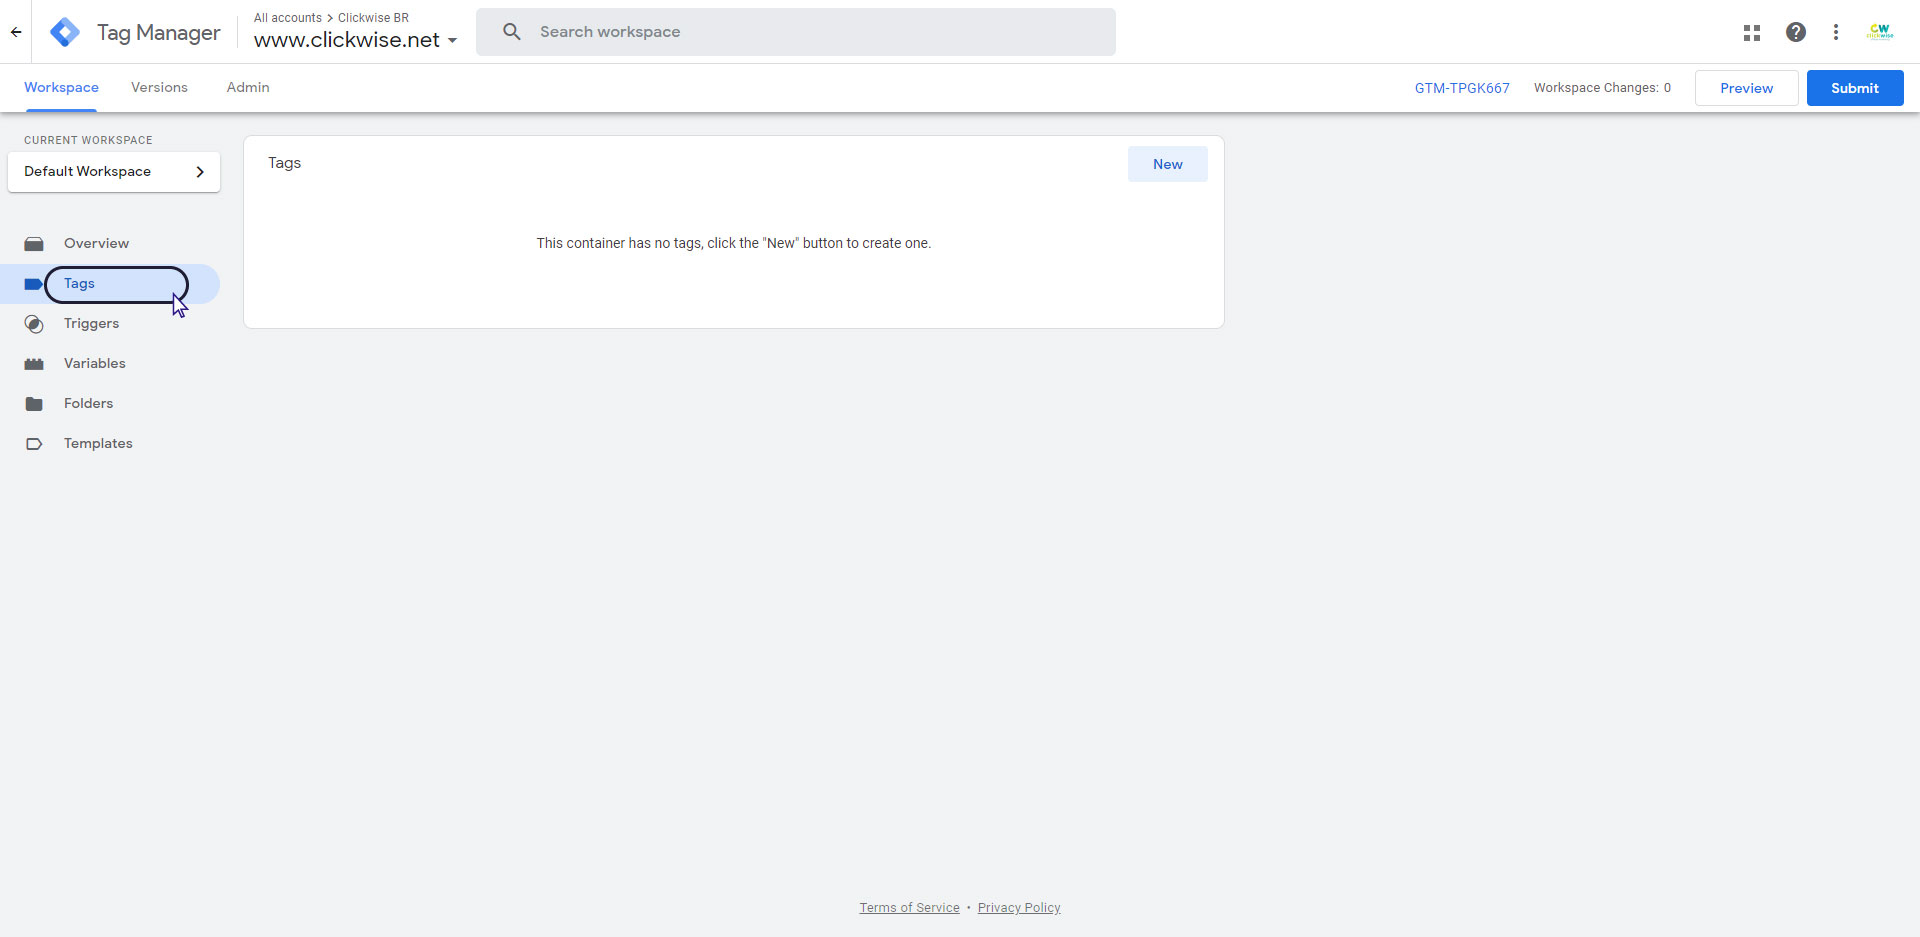 Tag Manager
All accounts > Clickwise BR
www.clickwise.net
Search workspace
CW
clickwise
Workspace
Versions
Admin
GTM-TPGK667
Workspace Changes: 0
Preview
Submit
CURRENT WORKSPACE
Default Workspace
Overview
Tags
Triggers
Variables
Folders
Templates
Tags
New
This container has no tags, click the "New" button to create one.
Terms of Service • Privacy Policy